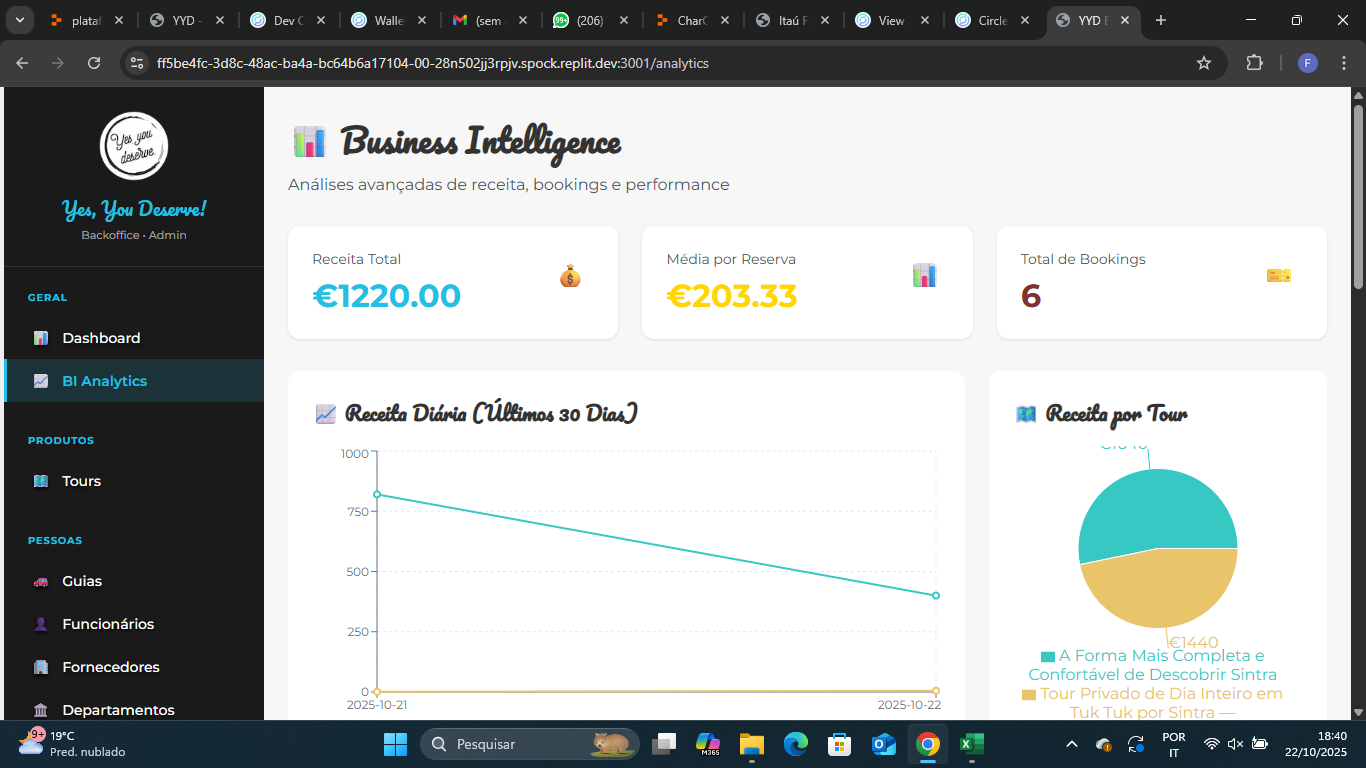 plataf
YYD -
Dev C
Walle
(sem
99+
(206)
CharG
Itaú F
View
Circle
YYD E
ff5be4fc-3d8c-48ac-ba4a-bc64b6a17104-00-28n502jj3rpjv.spock.replit.dev:3001/analytics
F
Yes, you
deserve.
Yes, You Deserve!
Backoffice • Admin
GERAL
Dashboard
BI Analytics
PRODUTOS
Tours
PESSOAS
Guias
Funcionários
Fornecedores
Departamentos
Business Intelligence
Análises avançadas de receita, bookings e performance
Receita Total
€1220.00
Média por Reserva
€203.33
Total de Bookings
6
Receita Diária (Últimos 30 Dias)
1000
750
500
250
0
2025-10-21
2025-10-22
Receita por Tour
€1440
A Forma Mais Completa e
Confortável de Descobrir Sintra
Tour Privado de Dia Inteiro em
Tuk Tuk por Sintra —
9+
19°C
Pred. nublado
Pesquisar
M365
POR
IT
18:40
22/10/2025